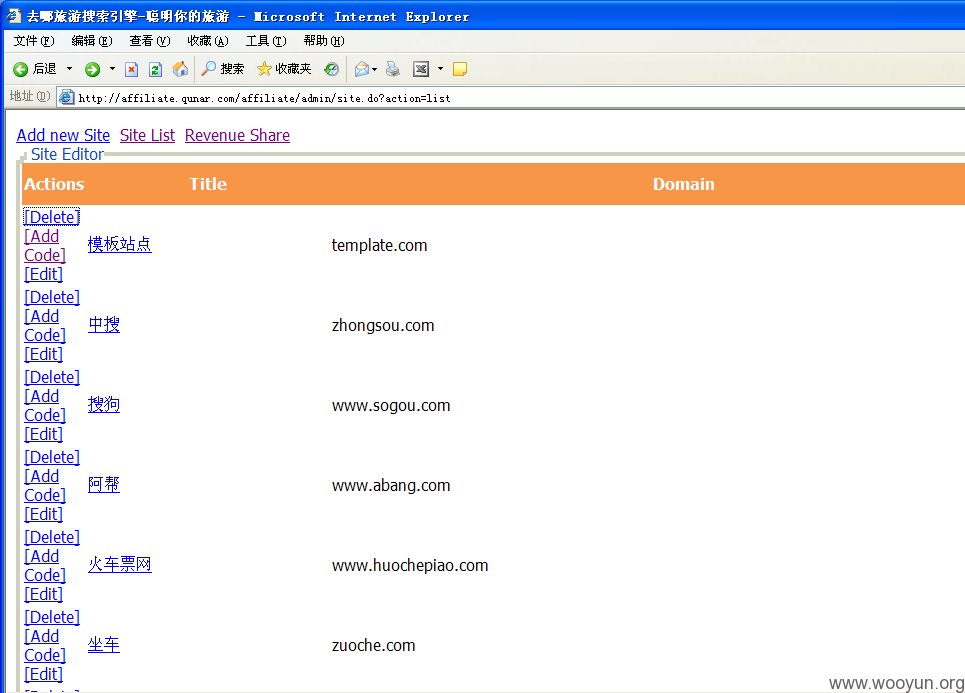 去哪旅游搜索引擎-聪明你的旅游 - Microsoft Internet Explorer
文件(F) 编辑(E) 查看(V) 收藏(A) 工具(T) 帮助(H)
后退 搜索 收藏夹
地址(D) http://affiliate.qunar.com/affiliate/admin/site.do?action=list
Add new Site Site List Revenue Share
Site Editor
Actions Title Domain
[Delete]
[Add
Code]
[Edit]
模板站点 template.com
[Delete]
[Add
Code]
[Edit]
中搜 zhongsou.com
[Delete]
[Add
Code]
[Edit]
搜狗 www.sogou.com
[Delete]
[Add
Code]
[Edit]
阿帮 www.abang.com
[Delete]
[Add
Code]
[Edit]
火车票网 www.huochepiao.com
[Delete]
[Add
Code]
[Edit]
坐车 zuoche.com
www.wooyun.org